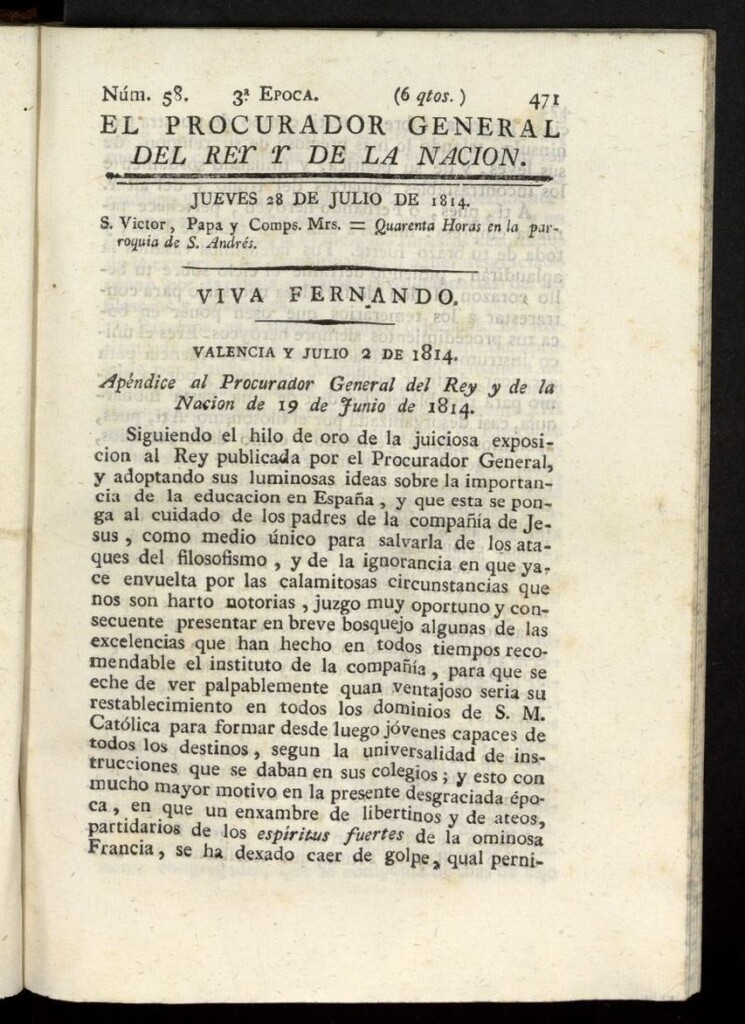 Núm. 58. 3ª EPOCA. (6 qtos.) 471
EL PROCURADOR GENERAL
DEL REY Y DE LA NACION.
JUEVES 28 DE JULIO DE 1814.
S. Victor, Papa y Comps. Mrs. = Quarenta Horas en la par-
roquia de S. Andrés.
VIVA FERNANDO.
VALENCIA Y JULIO 2 DE 1814.
Apéndice al Procurador General del Rey y de la
Nacion de 19 de Junio de 1814.
Siguiendo el hilo de oro de la juiciosa exposi-
cion al Rey publicada por el Procurador General,
y adoptando sus luminosas ideas sobre la importan-
cia de la educacion en España, y que esta se pon-
ga al cuidado de los padres de la compañía de Je-
sus, como medio único para salvarla de los ata-
ques del filosofismo, y de la ignorancia en que ya-
ce envuelta por las calamitosas circunstancias que
nos son harto notorias, juzgo muy oportuno y con-
secuente presentar en breve bosquejo algunas de las
excelencias que han hecho en todos tiempos reco-
mendable el instituto de la compañía, para que se
eche de ver palpablemente quan ventajoso seria su
restablecimiento en todos los dominios de S. M.
Católica para formar desde luego jóvenes capaces de
todos los destinos, segun la universalidad de ins-
trucciones que se daban en sus colegios; y esto con
mucho mayor motivo en la presente desgraciada épo-
ca, en que un enxambre de libertinos y de ateos,
partidarios de los espíritus fuertes de la ominosa
Francia, se ha dexado caer de golpe, qual perni-